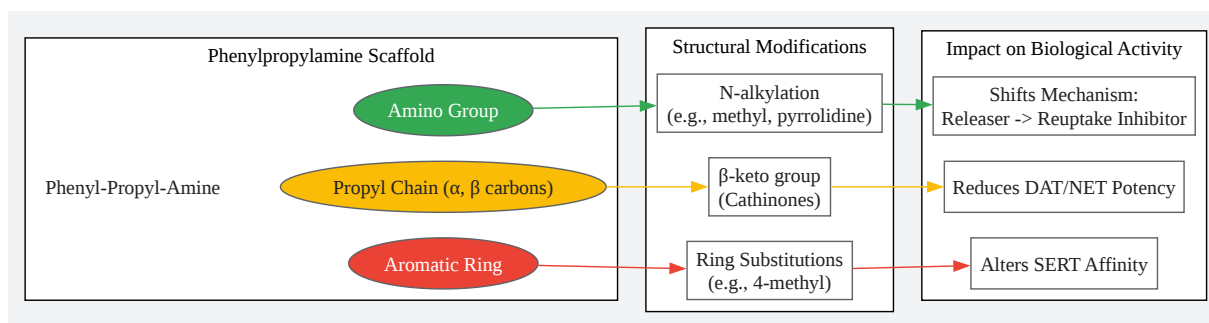 Phenylpropylamine Scaffold
Phenyl-Propyl-Amine
Amino Group
Propyl Chain (α, β carbons)
Aromatic Ring
Structural Modifications
N-alkylation
(e.g., methyl, pyrrolidine)
β-keto group
(Cathinones)
Ring Substitutions
(e.g., 4-methyl)
Impact on Biological Activity
Shifts Mechanism:
Releaser -> Reuptake Inhibitor
Reduces DAT/NET Potency
Alters SERT Affinity